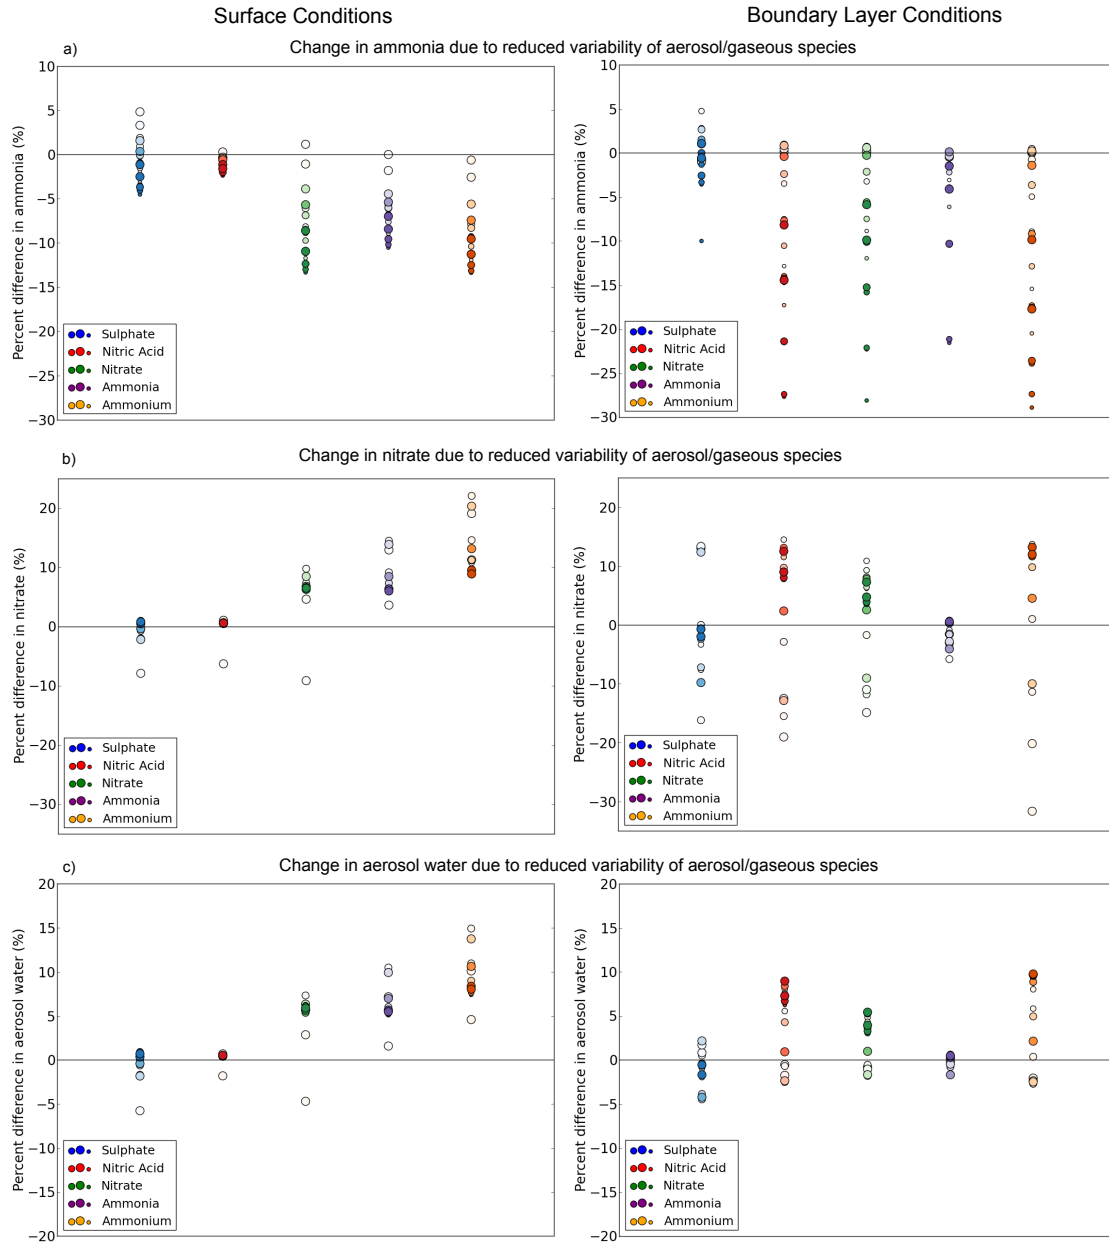 Surface Conditions
Boundary Layer Conditions
a)
Change in ammonia due to reduced variability of aerosol/gaseous species
Percent difference in ammonia (%)
10
5
0
−5
−10
−15
−20
−25
−30
Sulphate
Nitric Acid
Nitrate
Ammonia
Ammonium
Percent difference in ammonia (%)
10
5
0
−5
−10
−15
−20
−25
−30
Sulphate
Nitric Acid
Nitrate
Ammonia
Ammonium
b)
Change in nitrate due to reduced variability of aerosol/gaseous species
Percent difference in nitrate (%)
20
10
0
−10
−20
−30
Sulphate
Nitric Acid
Nitrate
Ammonia
Ammonium
Percent difference in nitrate (%)
20
10
0
−10
−20
−30
Sulphate
Nitric Acid
Nitrate
Ammonia
Ammonium
c)
Change in aerosol water due to reduced variability of aerosol/gaseous species
Percent difference in aerosol water (%)
20
15
10
5
0
−5
−10
−15
−20
Sulphate
Nitric Acid
Nitrate
Ammonia
Ammonium
Percent difference in aerosol water (%)
20
15
10
5
0
−5
−10
−15
−20
Sulphate
Nitric Acid
Nitrate
Ammonia
Ammonium